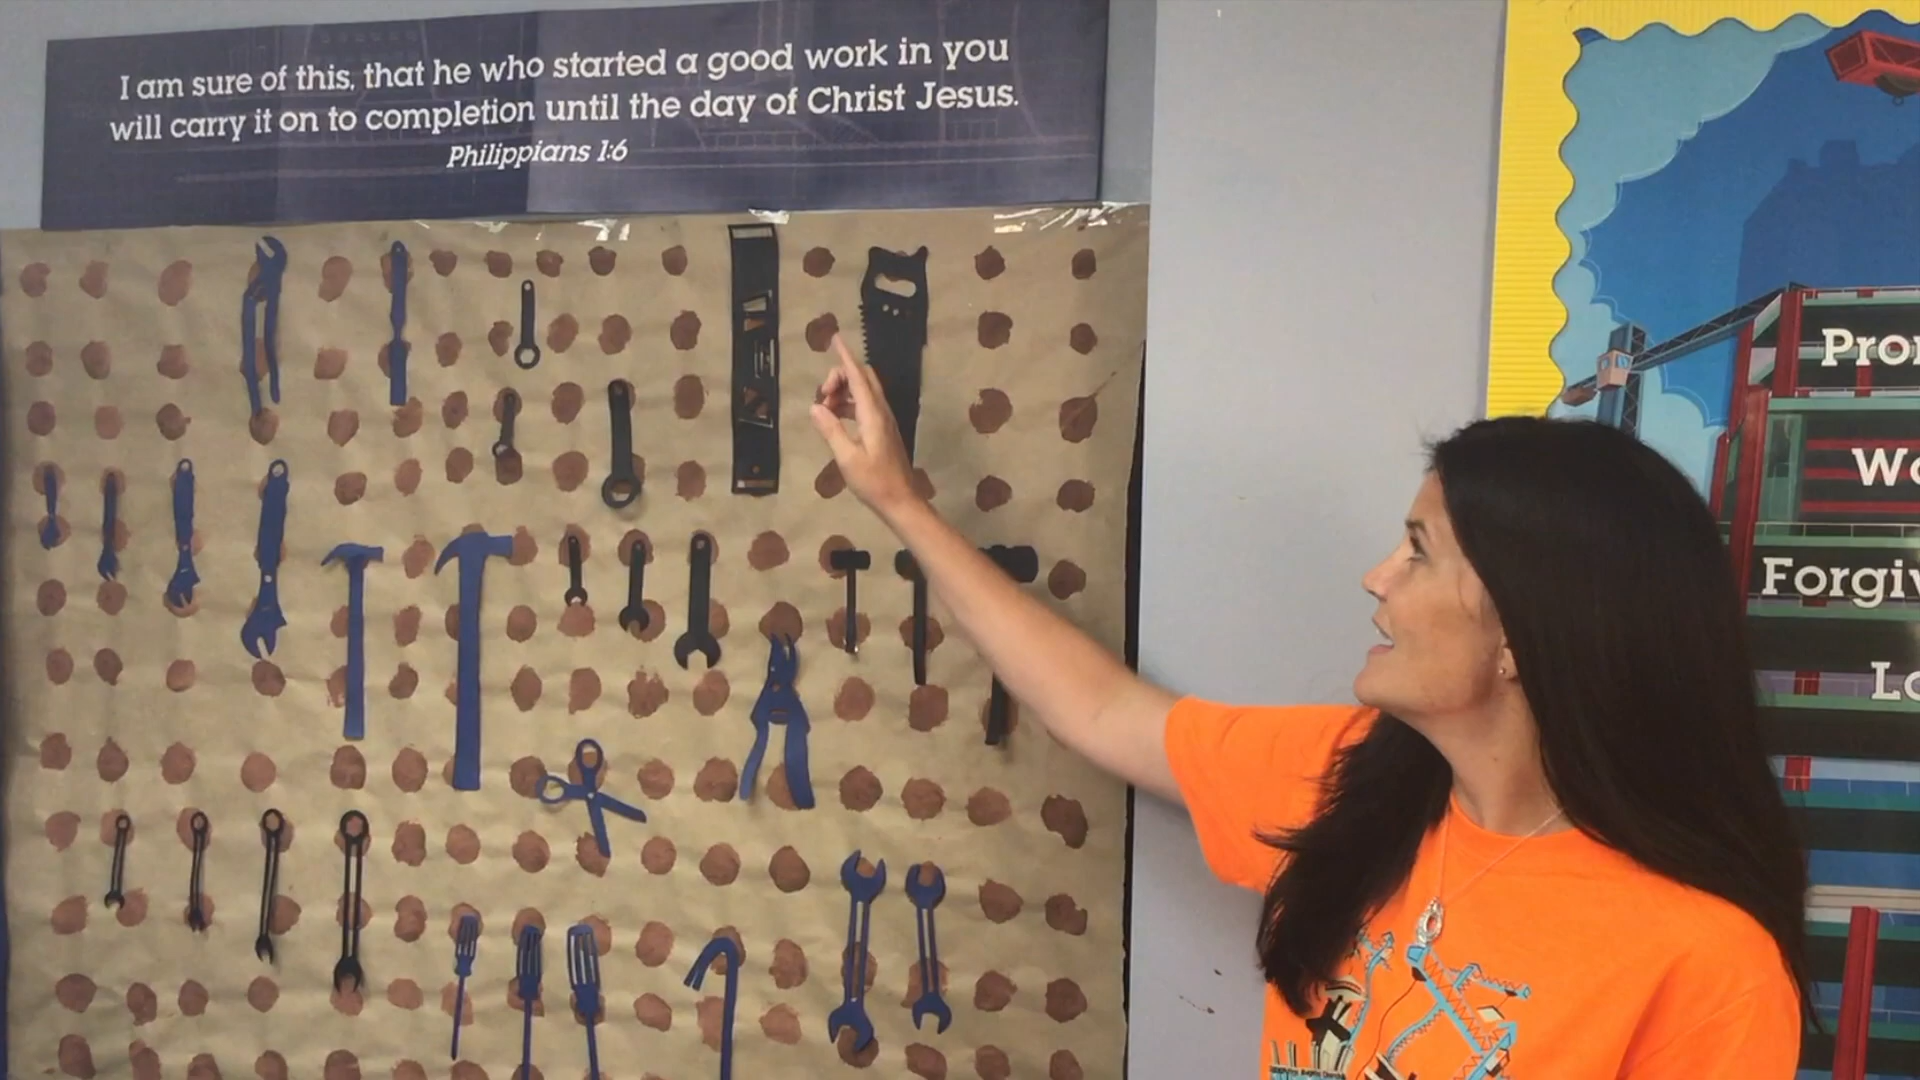 I am sure of this, that he who started a good work in you
will carry it on to completion until the day of Christ Jesus.
Philippians 1:6